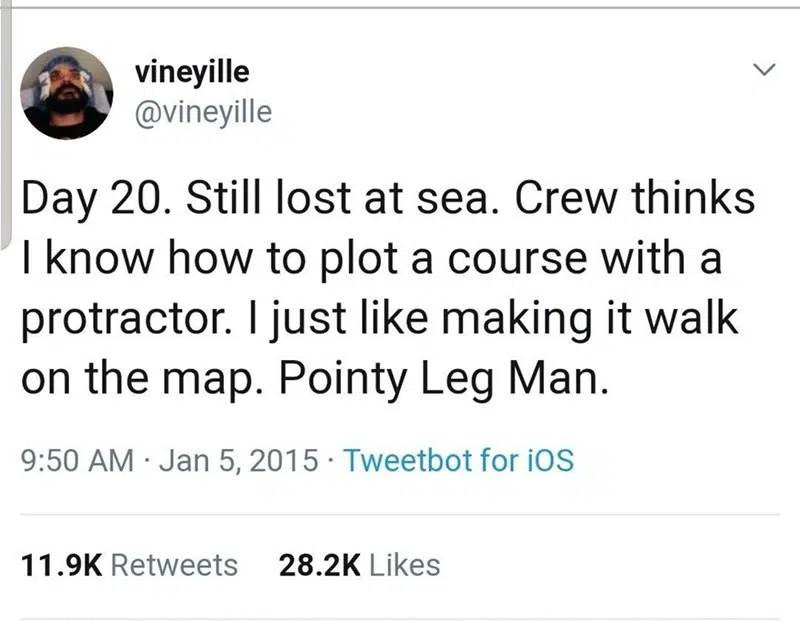 vineyille
@vineyille
Day 20. Still lost at sea. Crew thinks
I know how to plot a course with a
protractor. I just like making it walk
on the map. Pointy Leg Man.
9:50 AM · Jan 5, 2015 · Tweetbot for iOS
11.9K Retweets 28.2K Likes